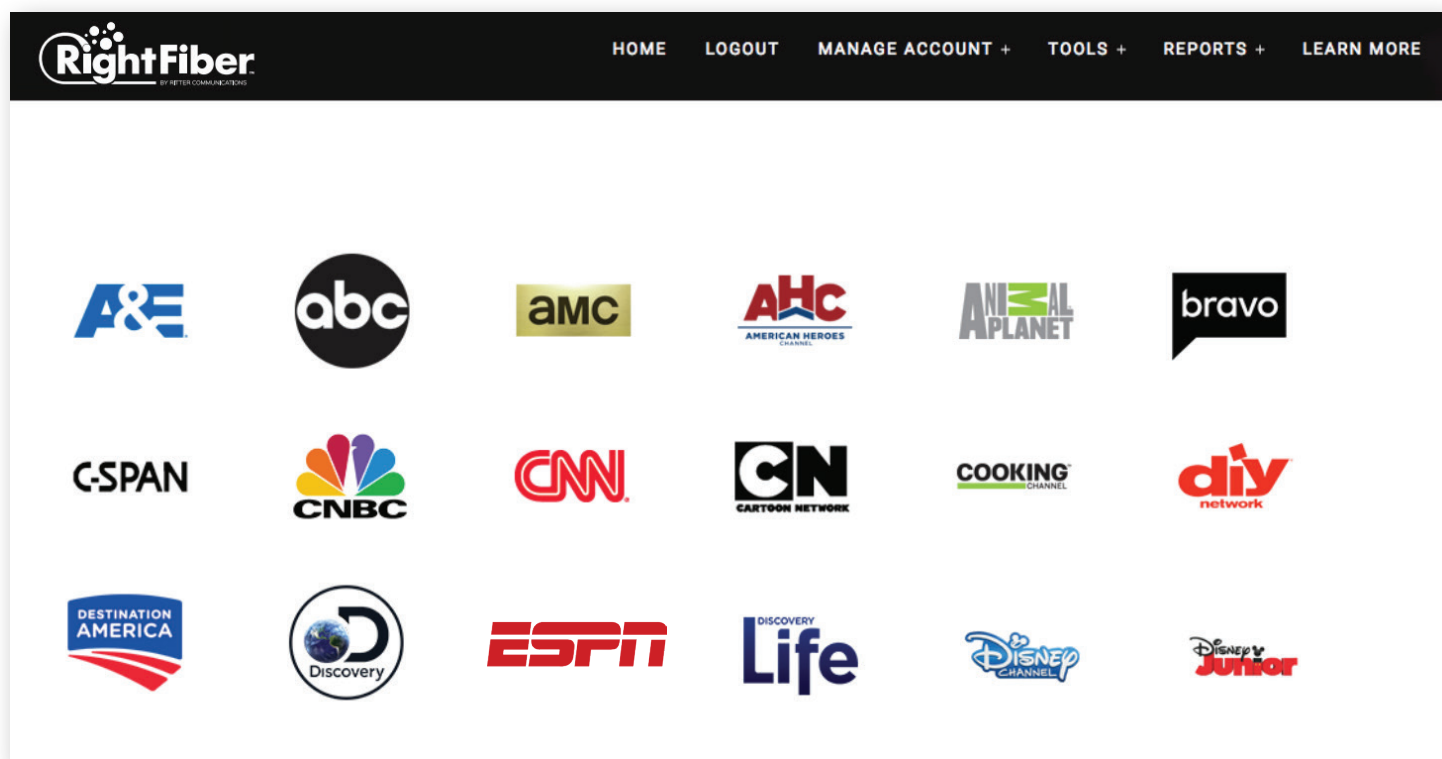 RightFiber
BY RITTER COMMUNICATIONS
HOME LOGOUT MANAGE ACCOUNT + TOOLS + REPORTS + LEARN MORE
A&E
abc
aMC
AHC
AMERICAN HEROES
CHANNEL
ANIMAL
PLANET
bravo
C-SPAN
CNBC
CNN
CN
CARTOON NETWORK
COOKING
CHANNEL
diy
network
DESTINATION
AMERICA
D
Discovery
ESPN
DISCOVERY
Life
DISNEY
CHANNEL
DISNEY
Junior